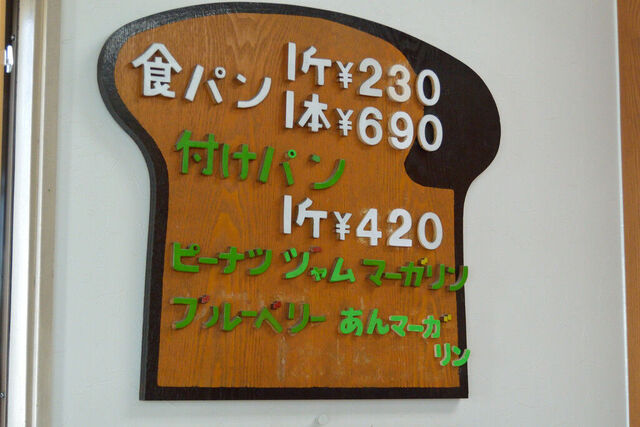 食パン 1ケ ¥230
1本 ¥690
付けパン
1ケ ¥420
ピーナツ ジャム マーガリン
ブルーベリー あんマーガ
リン